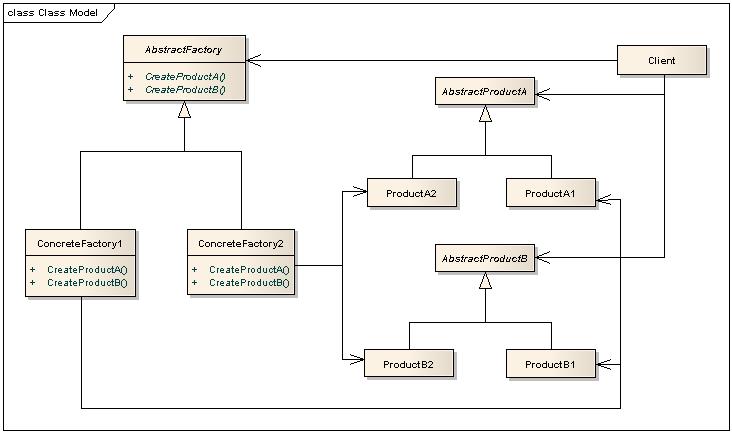 class Class Model
AbstractFactory
+ CreateProductA()
+ CreateProductB()
Client
AbstractProductA
ProductA2
ProductA1
ConcreteFactory1
+ CreateProductA()
+ CreateProductB()
ConcreteFactory2
+ CreateProductA()
+ CreateProductB()
AbstractProductB
ProductB2
ProductB1